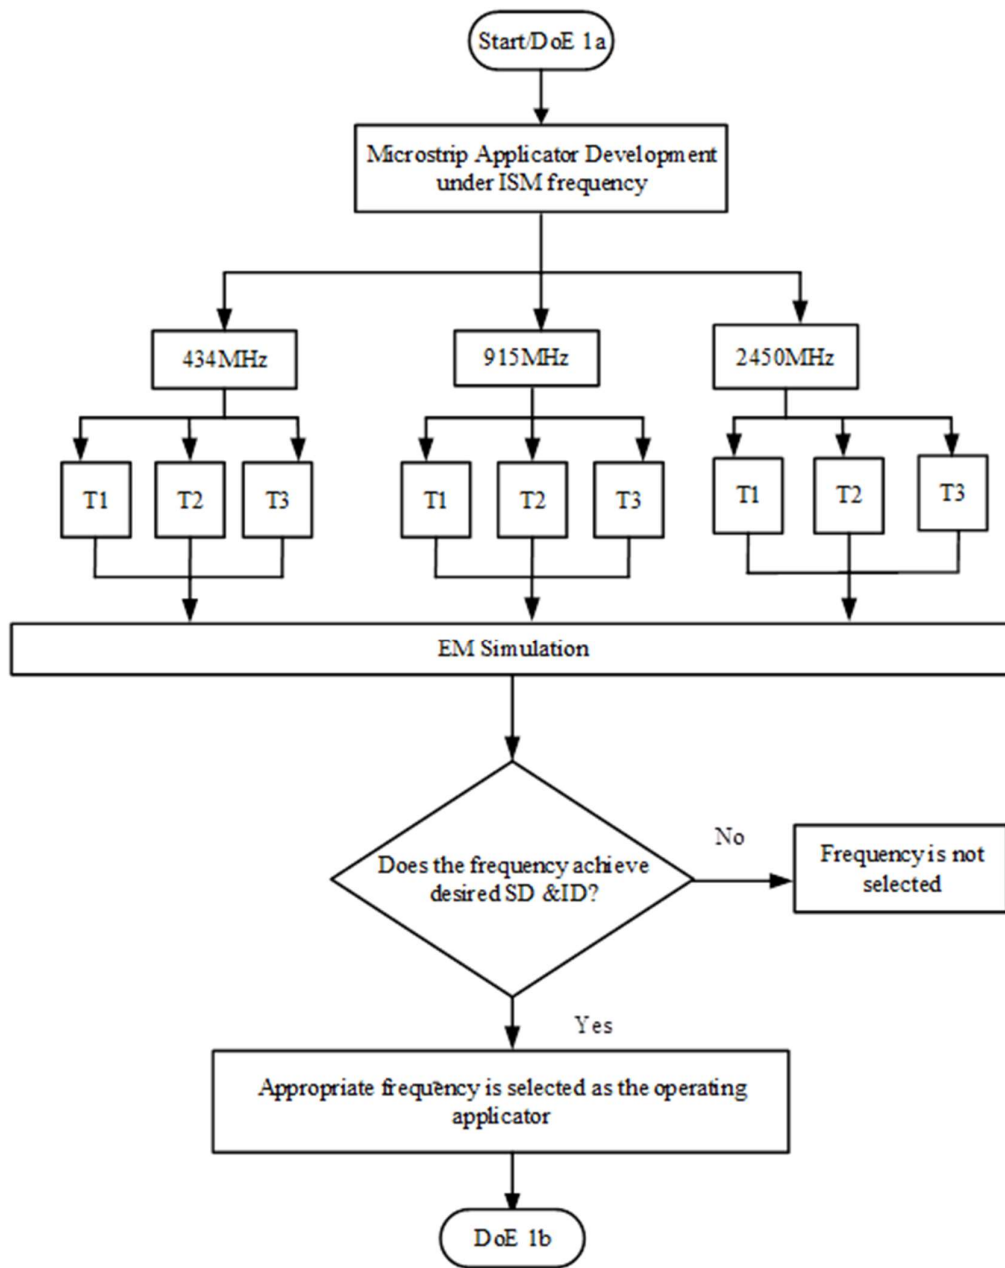 Start/DoE 1a
Microstrip Applicator Development
under ISM frequency
434MHz
915MHz
2450MHz
T1
T2
T3
T1
T2
T3
T1
T2
T3
EM Simulation
Does the frequency achieve
desired SD &ID?
No
Frequency is not
selected
Yes
Appropriate frequency is selected as the operating
applicator
DoE 1b